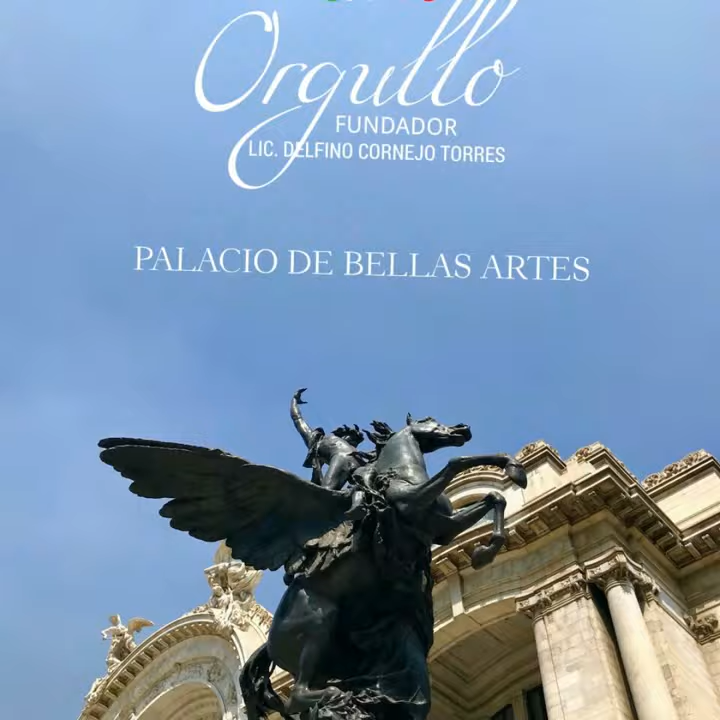 Orgullo
FUNDADOR
LIC. DELFINO CORNEJO TORRES
PALACIO DE BELLAS ARTES